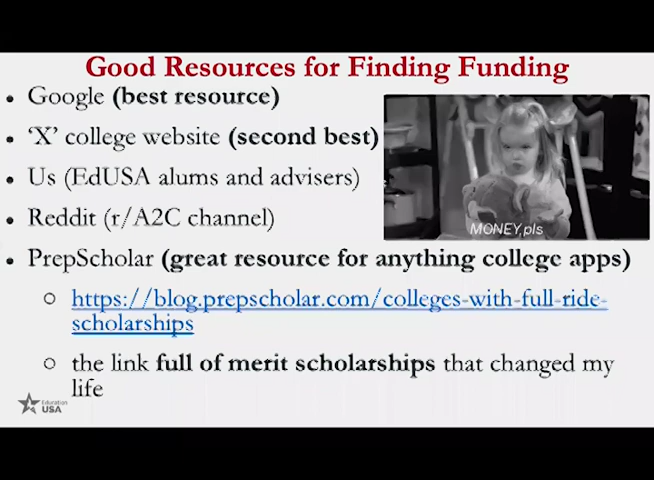 Good Resources for Finding Funding
• Google (best resource)
• ‘X’ college website (second best)
• Us (EdUSA alums and advisers)
• Reddit (r/A2C channel)
• PrepScholar (great resource for anything college apps)
○ https://blog.prepscholar.com/colleges-with-full-ride-
scholarships
○ the link full of merit scholarships that changed my
life
MONEY,pls
Education
USA